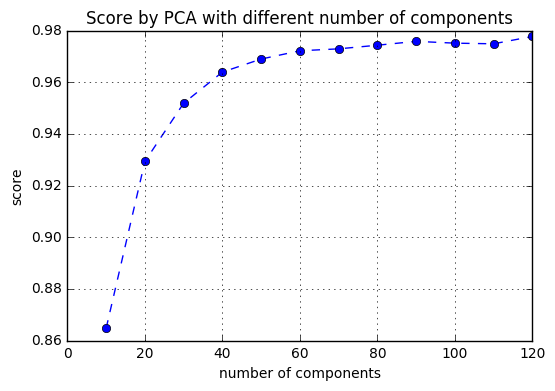 Score by PCA with different number of components
0.98
0.96
0.94
0.92
0.90
0.88
0.86
score
0 20 40 60 80 100 120
number of components